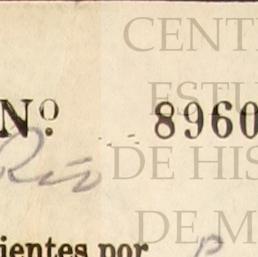 CENT
ESTU
Nº 8960
DE HIS
DE M
ientes por